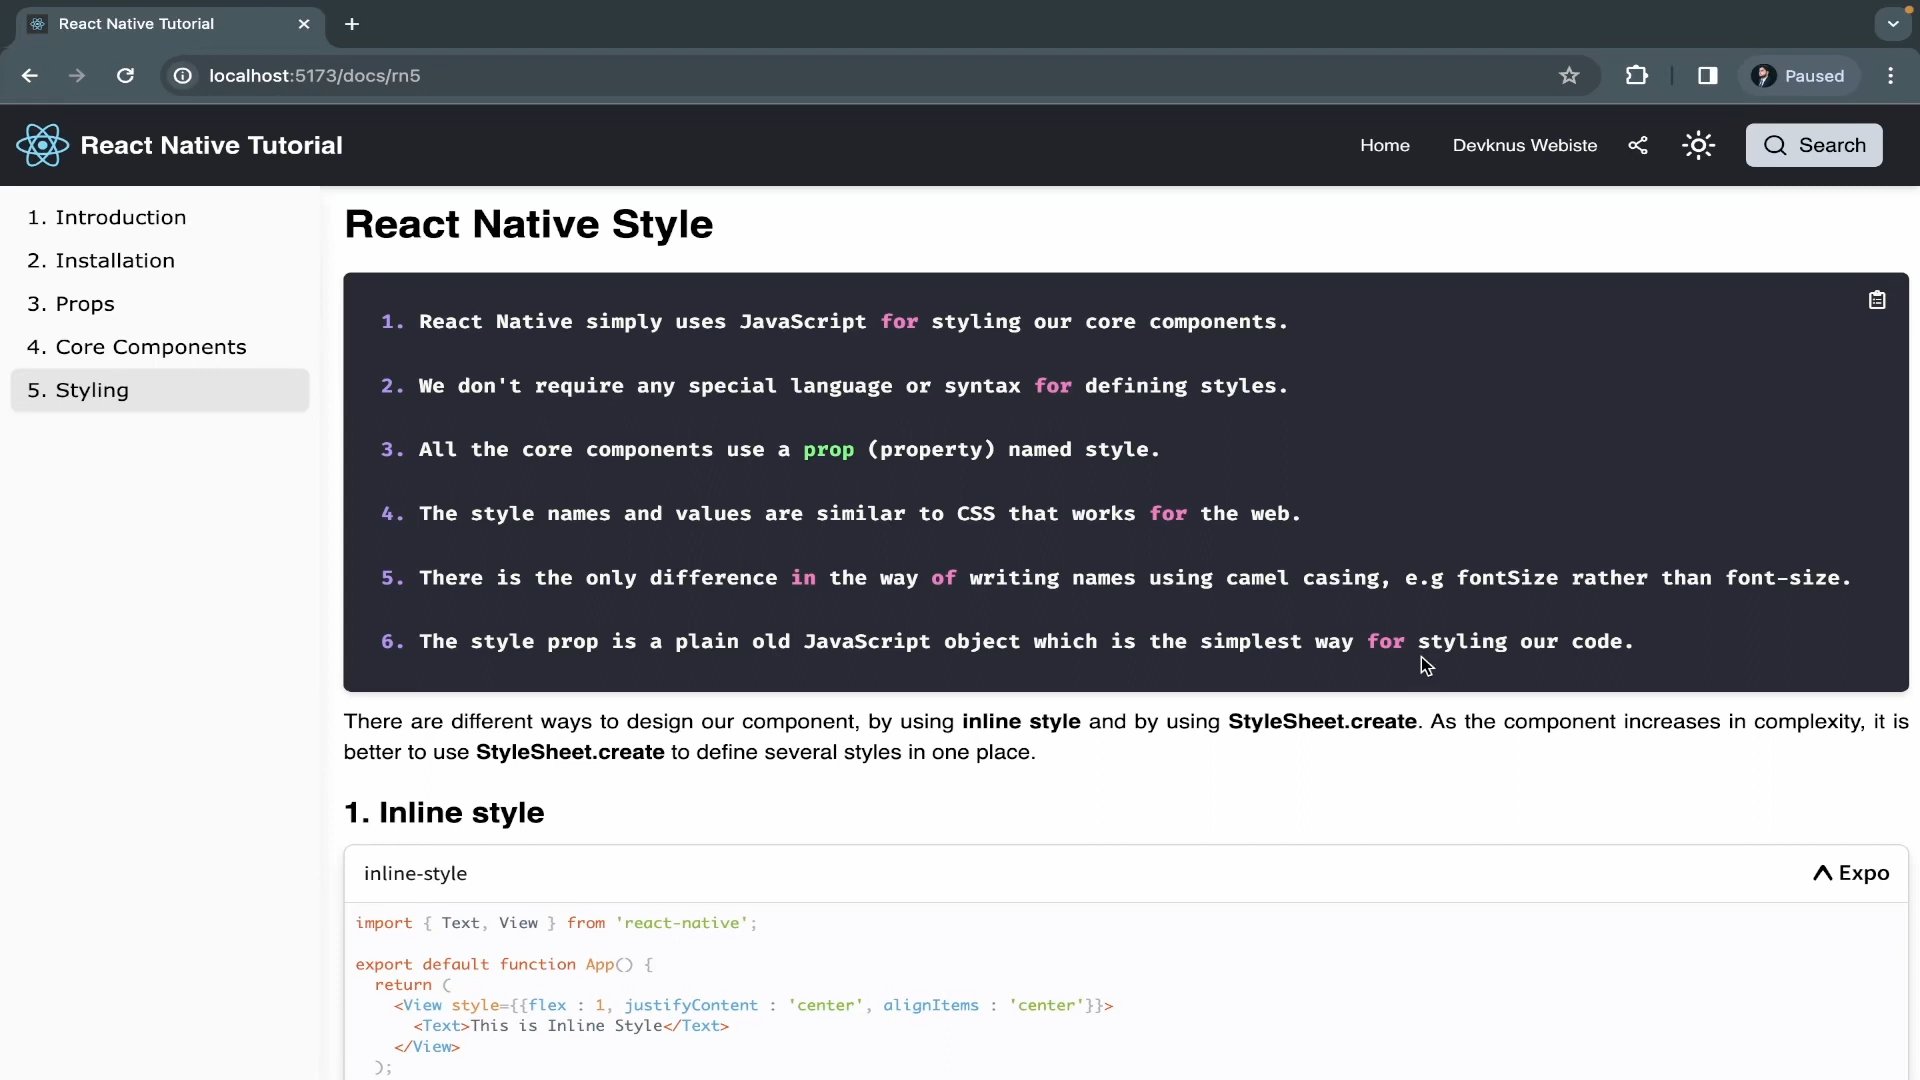 React Native Tutorial
localhost:5173/docs/rn5
Paused
React Native Tutorial
Home
Devknus Webiste
Search
1. Introduction
2. Installation
3. Props
4. Core Components
5. Styling
React Native Style
1. React Native simply uses JavaScript for styling our core components.
2. We don't require any special language or syntax for defining styles.
3. All the core components use a prop (property) named style.
4. The style names and values are similar to CSS that works for the web.
5. There is the only difference in the way of writing names using camel casing, e.g fontSize rather than font-size.
6. The style prop is a plain old JavaScript object which is the simplest way for styling our code.
There are different ways to design our component, by using inline style and by using StyleSheet.create. As the component increases in complexity, it is
better to use StyleSheet.create to define several styles in one place.
1. Inline style
inline-style
Expo
import { Text, View } from 'react-native';
export default function App() {
return (
<View style={{flex : 1, justifyContent : 'center', alignItems : 'center'}}>
<Text>This is Inline Style</Text>
</View>
);